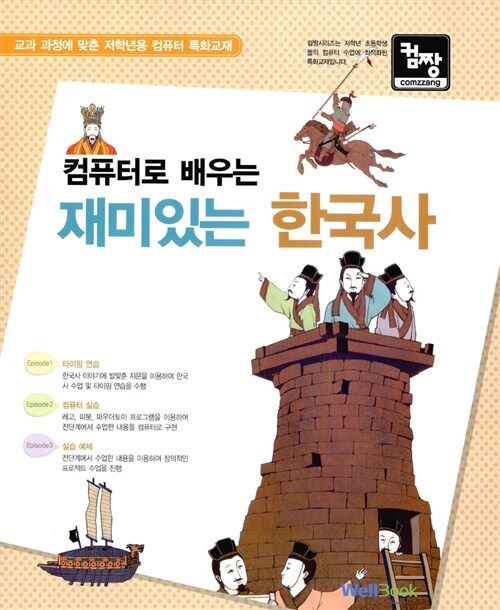 교과 과정에 맞춘 저학년용 컴퓨터 특화교재
컴짱시리즈는 저학년 초등학생
들의 컴퓨터 수업에 최적화된
특화교재입니다.
컴짱
comzzang
컴퓨터로 배우는
재미있는 한국사
Episode1 타이핑 연습
한국사 이야기에 발맞춘 지문을 이용하여 한국
사 수업 및 타이핑 연습을 수행
Episode2 컴퓨터 실습
레고, 피봇, 파우더토이 프로그램을 이용하여
전단계에서 수업한 내용을 컴퓨터로 구현
Episode3 실습 예제
전단계에서 수업한 내용을 이용하여 창의적인
프로젝트 수업을 진행
WellBook